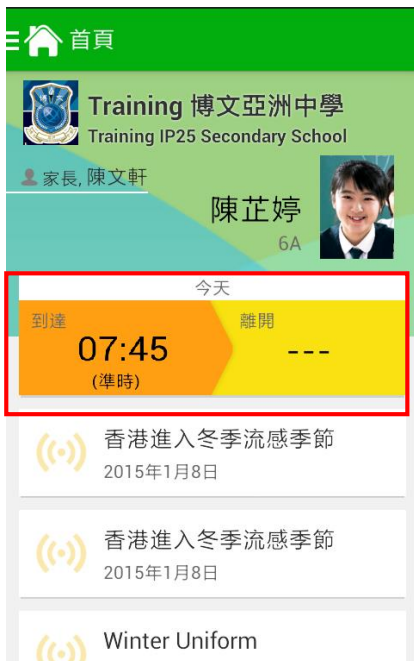 首頁
Training 博文亞洲中學
Training IP25 Secondary School
家長, 陳文軒
陳芷婷
6A
今天
到達
離開
07:45
---
(準時)
香港進入冬季流感季節
2015年1月8日
香港進入冬季流感季節
2015年1月8日
Winter Uniform